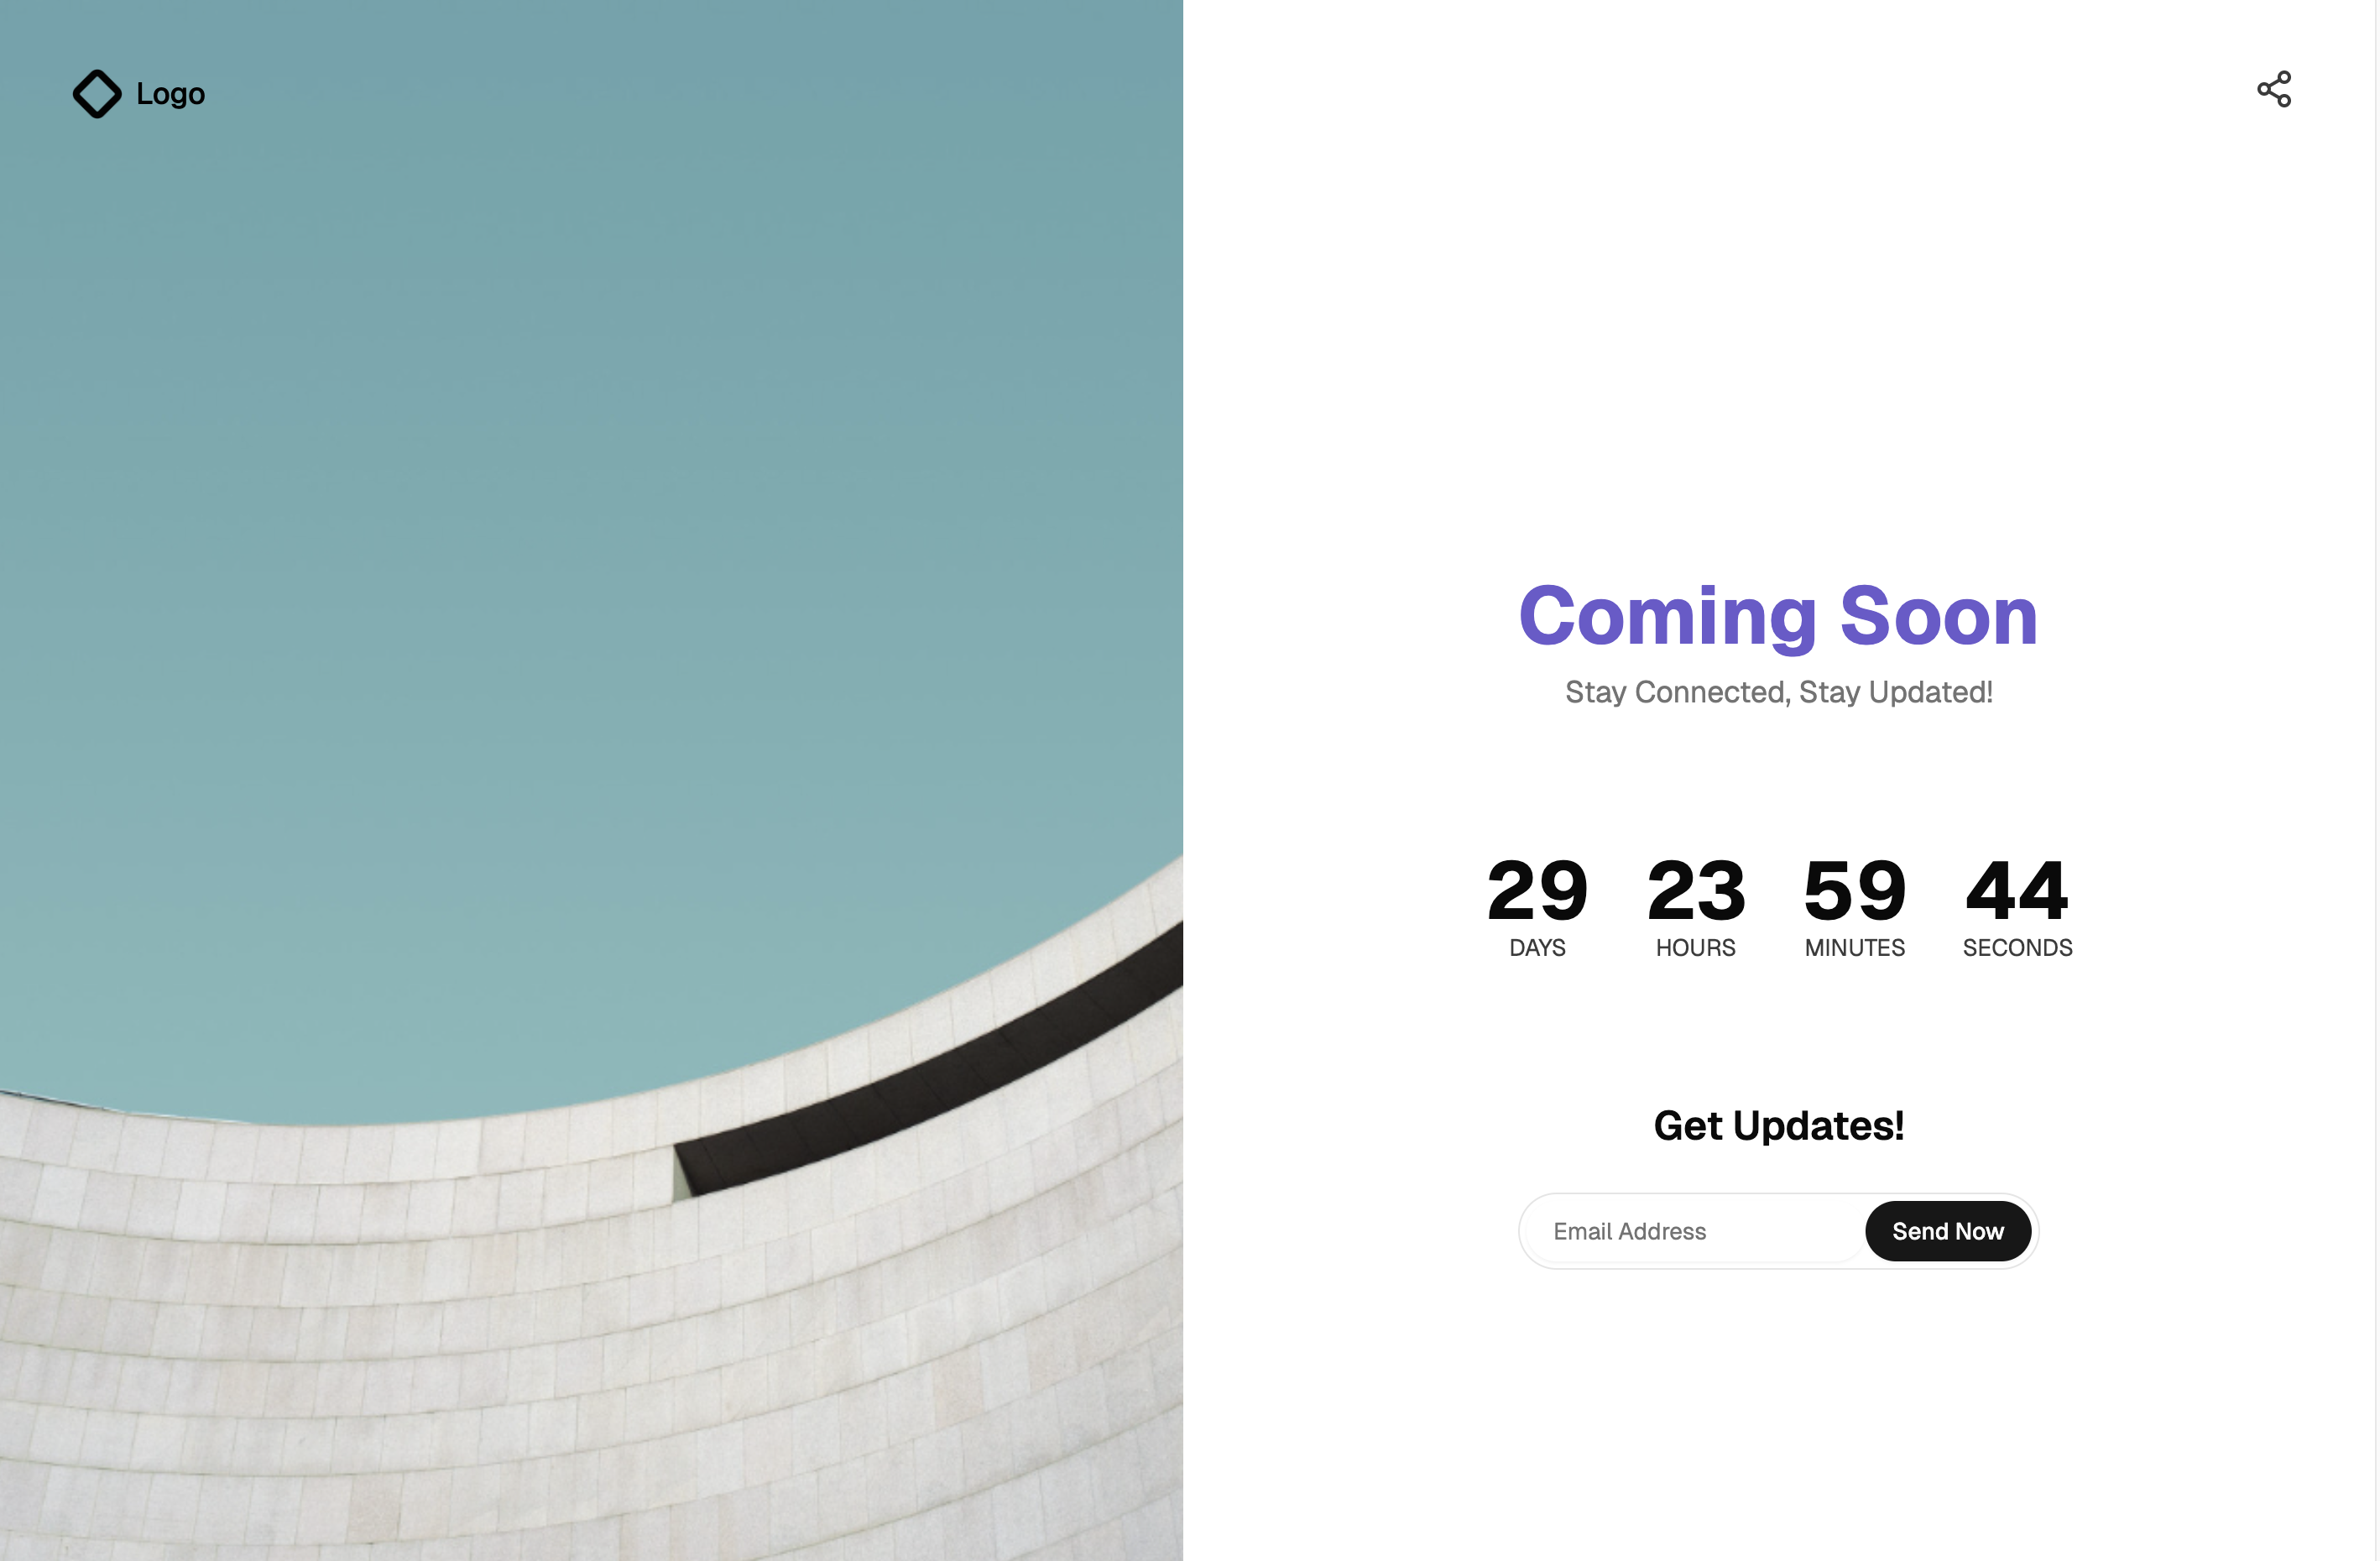 Logo
Coming Soon
Stay Connected, Stay Updated!
29 23 59 44
DAYS HOURS MINUTES SECONDS
Get Updates!
Email Address Send Now